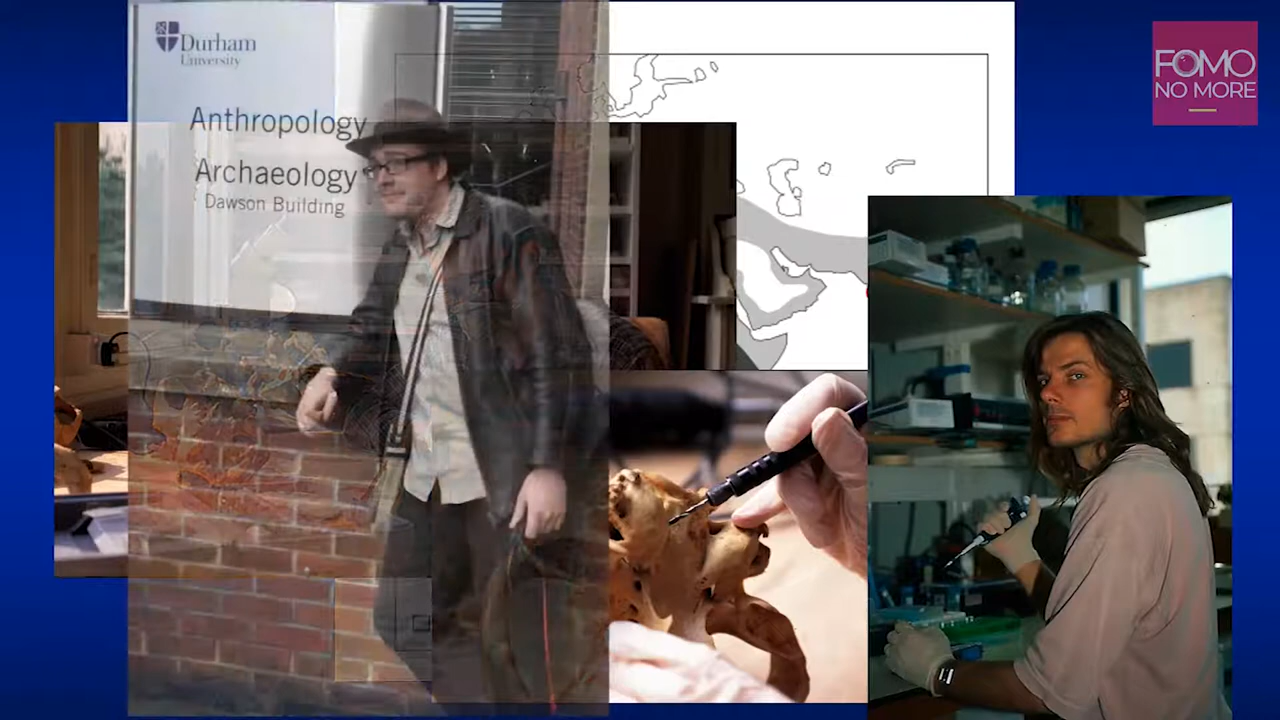 Durham
University
Anthropology
Archaeology
Dawson Building
FOMO
NO MORE